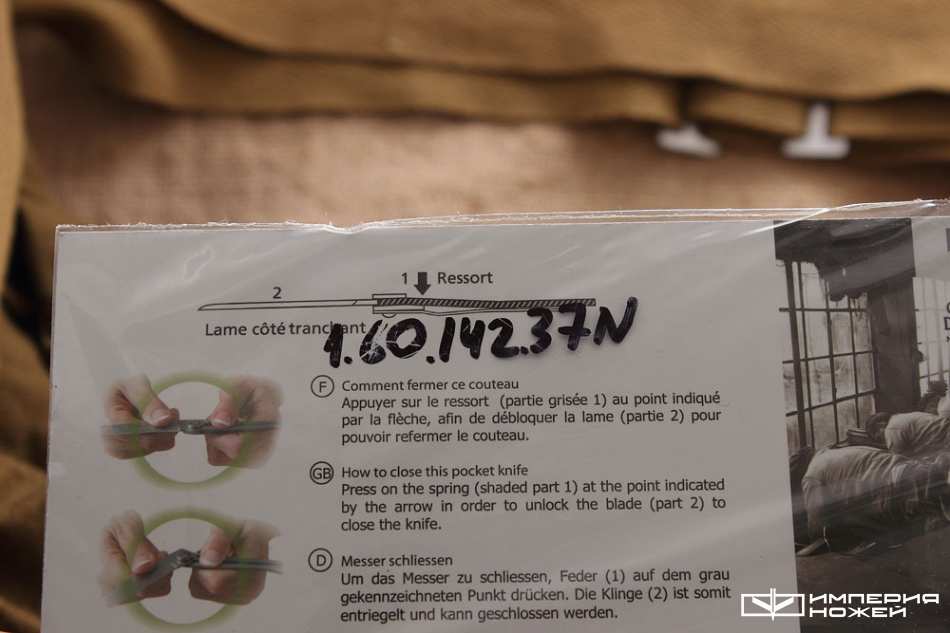 1 Ressort
2
Lame côté tranchant
1.60.142.37N
F Comment fermer ce couteau
Appuyer sur le ressort (partie grisée 1) au point indiqué
par la flèche, afin de débloquer la lame (partie 2) pour
pouvoir refermer le couteau.
GB How to close this pocket knife
Press on the spring (shaded part 1) at the point indicated
by the arrow in order to unlock the blade (part 2) to
close the knife.
D Messer schliessen
Um das Messer zu schliessen, Feder (1) auf dem grau
gekennzeichneten Punkt drücken. Die Klinge (2) ist somit
entriegelt und kann geschlossen werden.
ИМПЕРИЯ
НОЖЕЙ